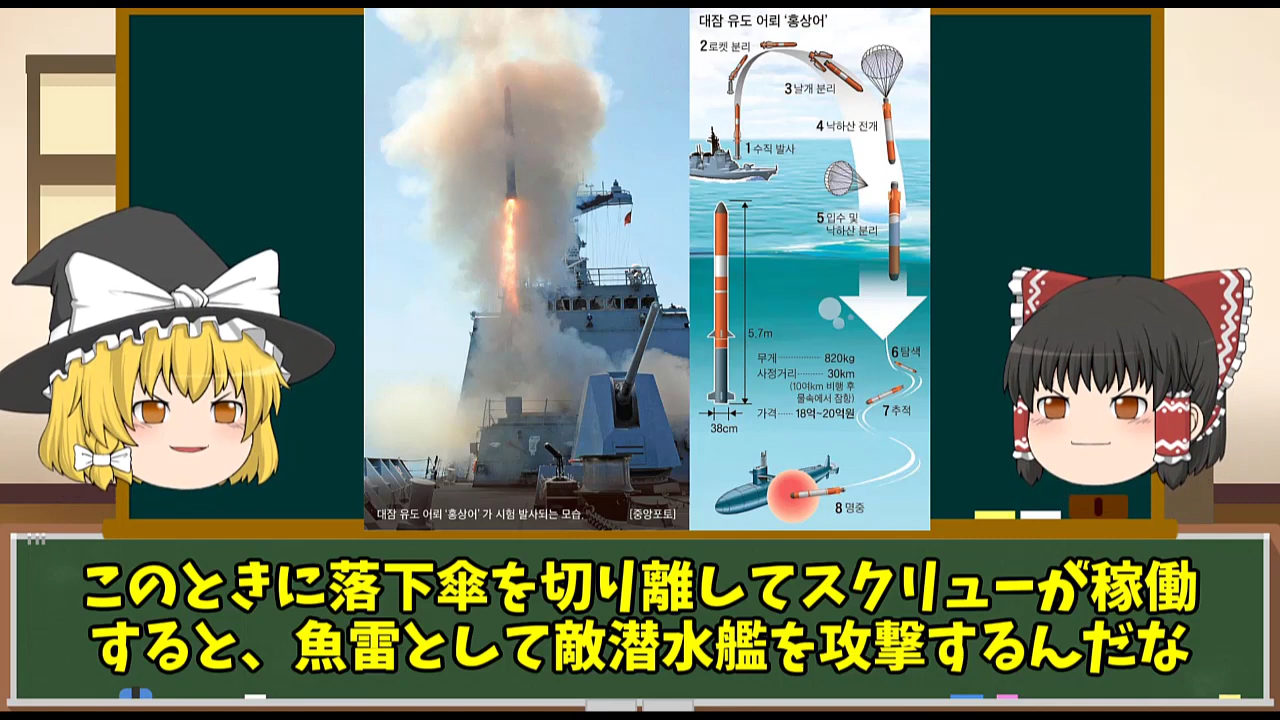 대잠 유도 어뢰 '홍상어'
2 로켓 분리
3 날개 분리
4 낙하산 전개
1 수직 발사
5 입수 및
낙하산 분리
5.7m
6 탐색
무게 820kg
사정거리 30km
(10여km 비행 후
물속에서 잠항)
7 추적
가격 18억~20억원
38cm
8 명중
대잠 유도 어뢰 '홍상어'가 시험 발사되는 모습. [중앙포토]
このときに落下傘を切り離してスクリューが稼働
すると、魚雷として敵潜水艦を攻撃するんだな